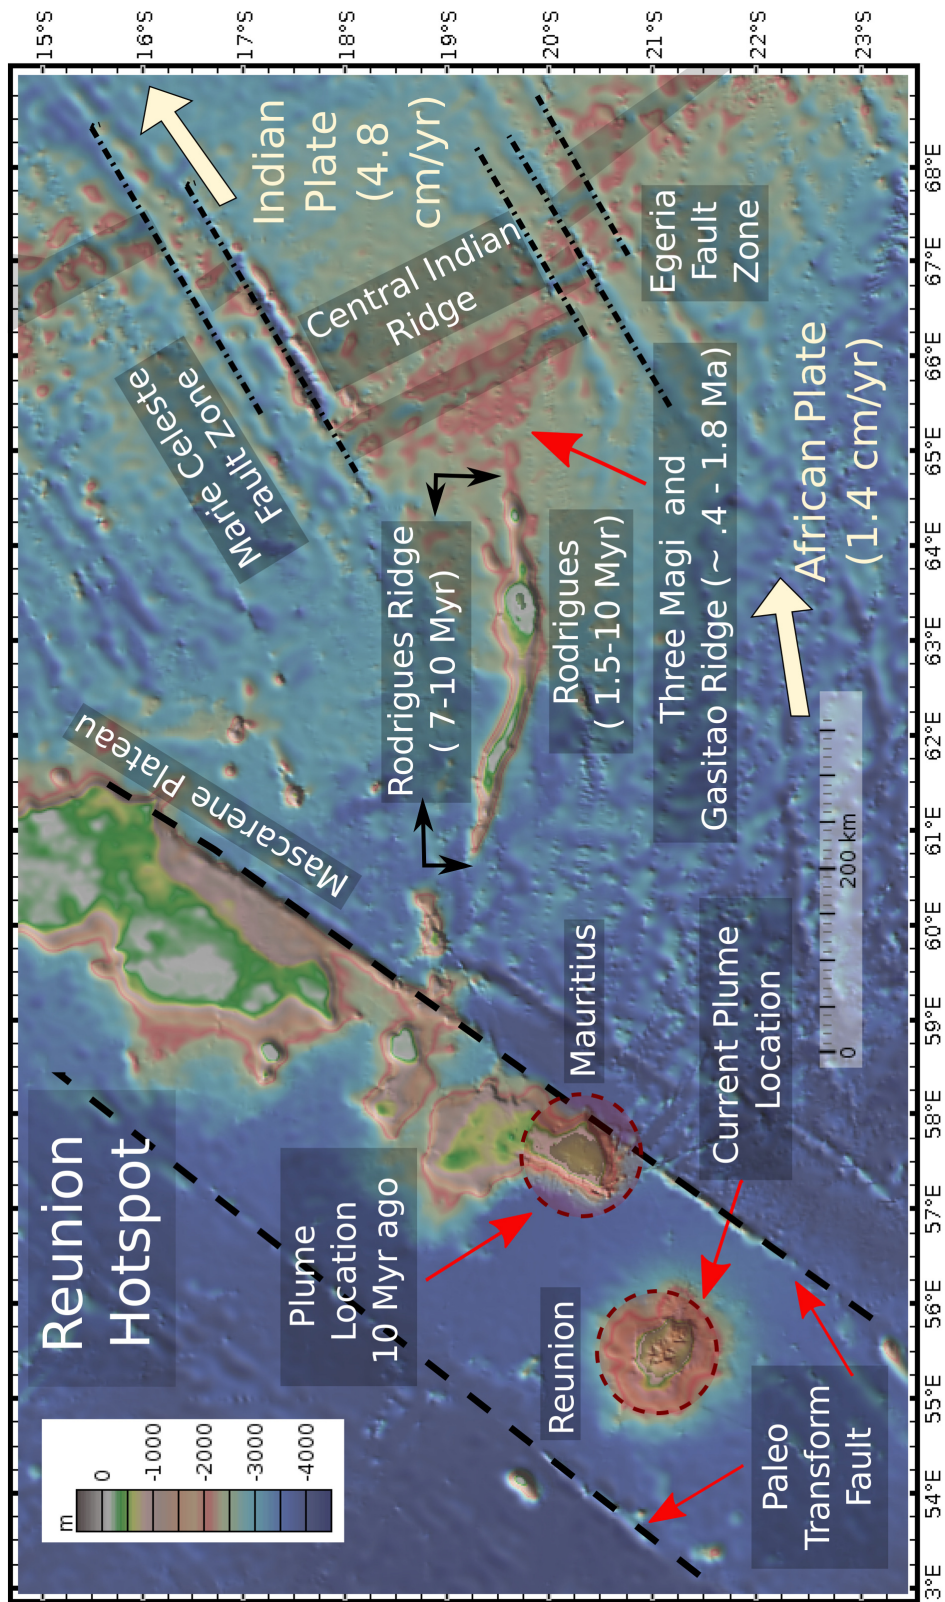 Reunion
Hotspot
m
0
-1000
-2000
-3000
-4000
Mascarene Plateau
Marie Celeste
Fault Zone
Indian
Plate
(4.8
cm/yr)
Central Indian
Ridge
Plume
Location
10 Myr ago
Rodrigues Ridge
( 7-10 Myr)
Reunion
Mauritius
Rodrigues
( 1.5-10 Myr)
Egeria
Fault
Zone
Three Magi and
Gasitao Ridge (~ .4 - 1.8 Ma)
Current Plume
Location
Paleo
Transform
Fault
African Plate
(1.4 cm/yr)
0
200 km
15°S
16°S
17°S
18°S
19°S
20°S
21°S
22°S
23°S
3°E
54°E
55°E
56°E
57°E
58°E
59°E
60°E
61°E
62°E
63°E
64°E
65°E
66°E
67°E
68°E